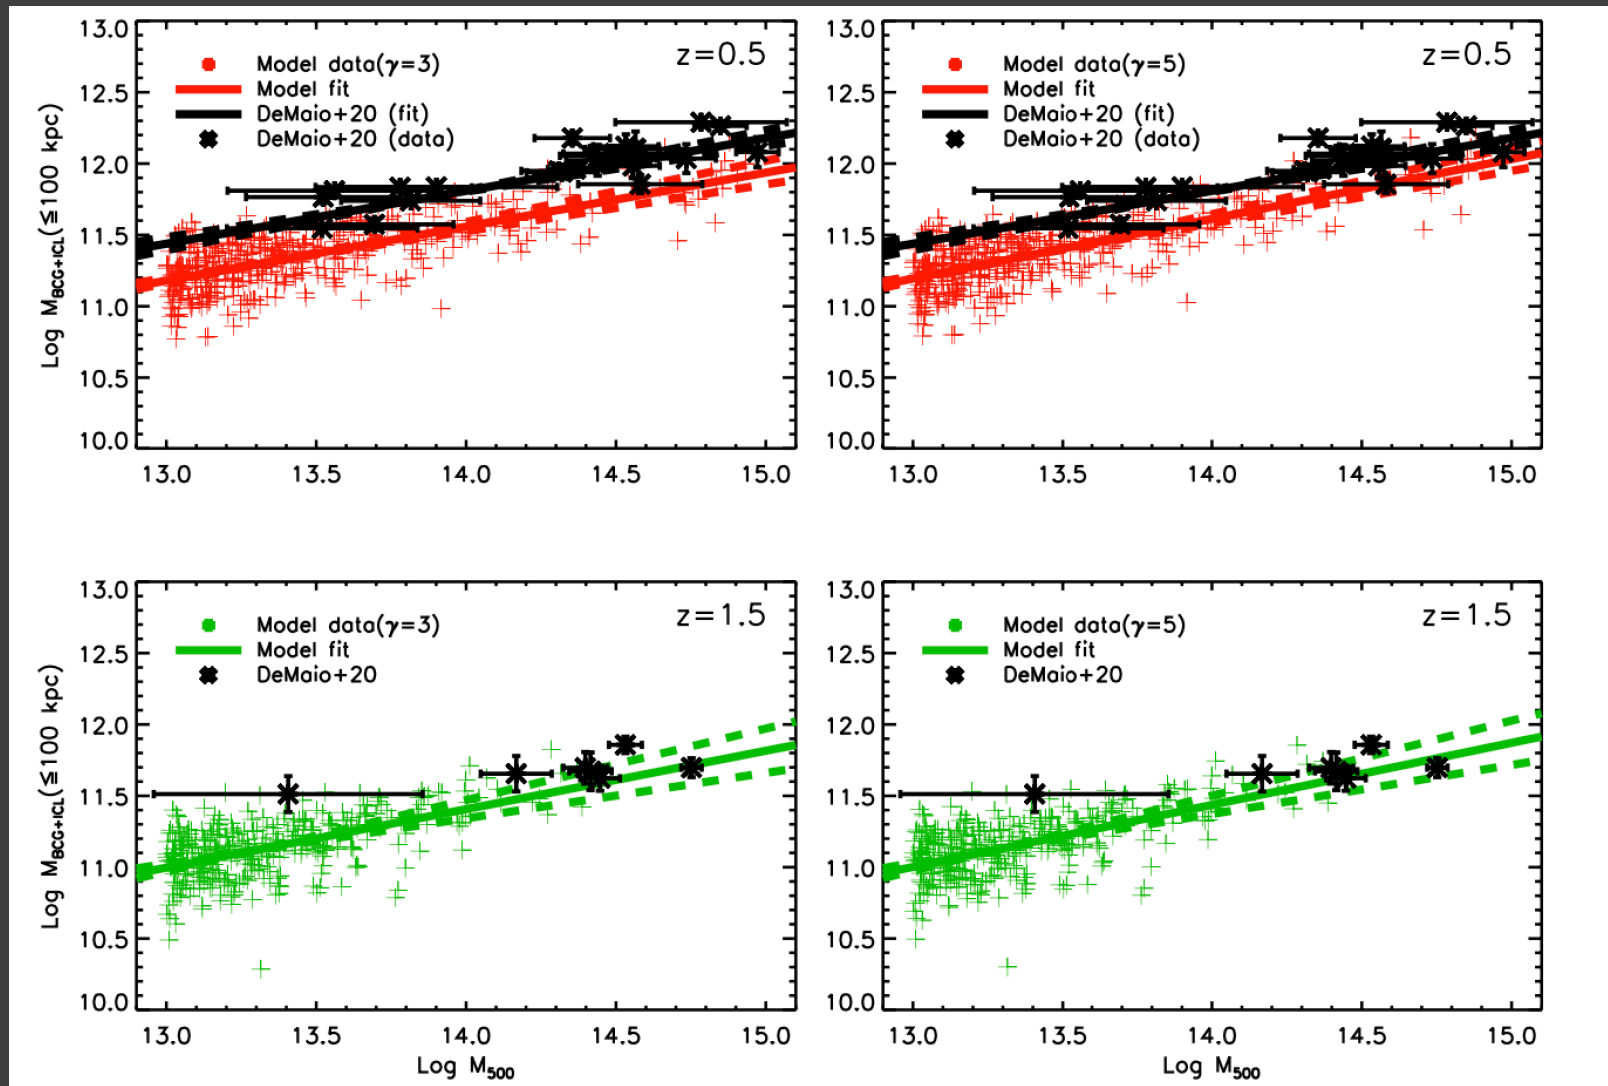 13.0
12.5
12.0
11.5
11.0
10.5
10.0
Log M_BCG+ICL(≦100 kpc)
Model data(γ=3)
Model fit
DeMaio+20 (fit)
DeMaio+20 (data)
z=0.5
13.0 13.5 14.0 14.5 15.0
13.0
12.5
12.0
11.5
11.0
10.5
10.0
Model data(γ=5)
Model fit
DeMaio+20 (fit)
DeMaio+20 (data)
z=0.5
13.0 13.5 14.0 14.5 15.0
13.0
12.5
12.0
11.5
11.0
10.5
10.0
Log M_BCG+ICL(≦100 kpc)
Model data(γ=3)
Model fit
DeMaio+20
z=1.5
13.0 13.5 14.0 14.5 15.0
Log M_500
13.0
12.5
12.0
11.5
11.0
10.5
10.0
Model data(γ=5)
Model fit
DeMaio+20
z=1.5
13.0 13.5 14.0 14.5 15.0
Log M_500